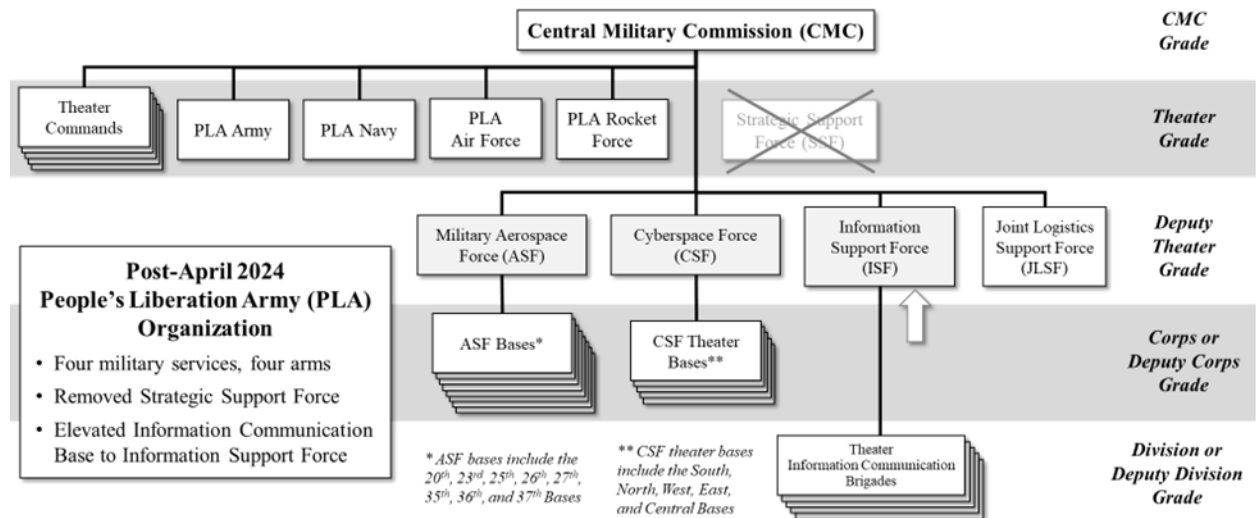 Central Military Commission (CMC)
CMC
Grade
Theater
Commands
PLA Army
PLA Navy
PLA
Air Force
PLA Rocket
Force
Strategic Support
Force (SSF)
Theater
Grade
Military Aerospace
Force (ASF)
Cyberspace Force
(CSF)
Information
Support Force
(ISF)
Joint Logistics
Support Force
(JLSF)
Deputy
Theater
Grade
Post-April 2024
People's Liberation Army (PLA)
Organization
• Four military services, four arms
• Removed Strategic Support Force
• Elevated Information Communication
Base to Information Support Force
ASF Bases*
CSF Theater
Bases**
Corps or
Deputy Corps
Grade
* ASF bases include the
20th, 23rd, 25th, 26th, 27th,
35th, 36th, and 37th Bases
** CSF theater bases
include the South,
North, West, East,
and Central Bases
Theater
Information Communication
Brigades
Division or
Deputy Division
Grade